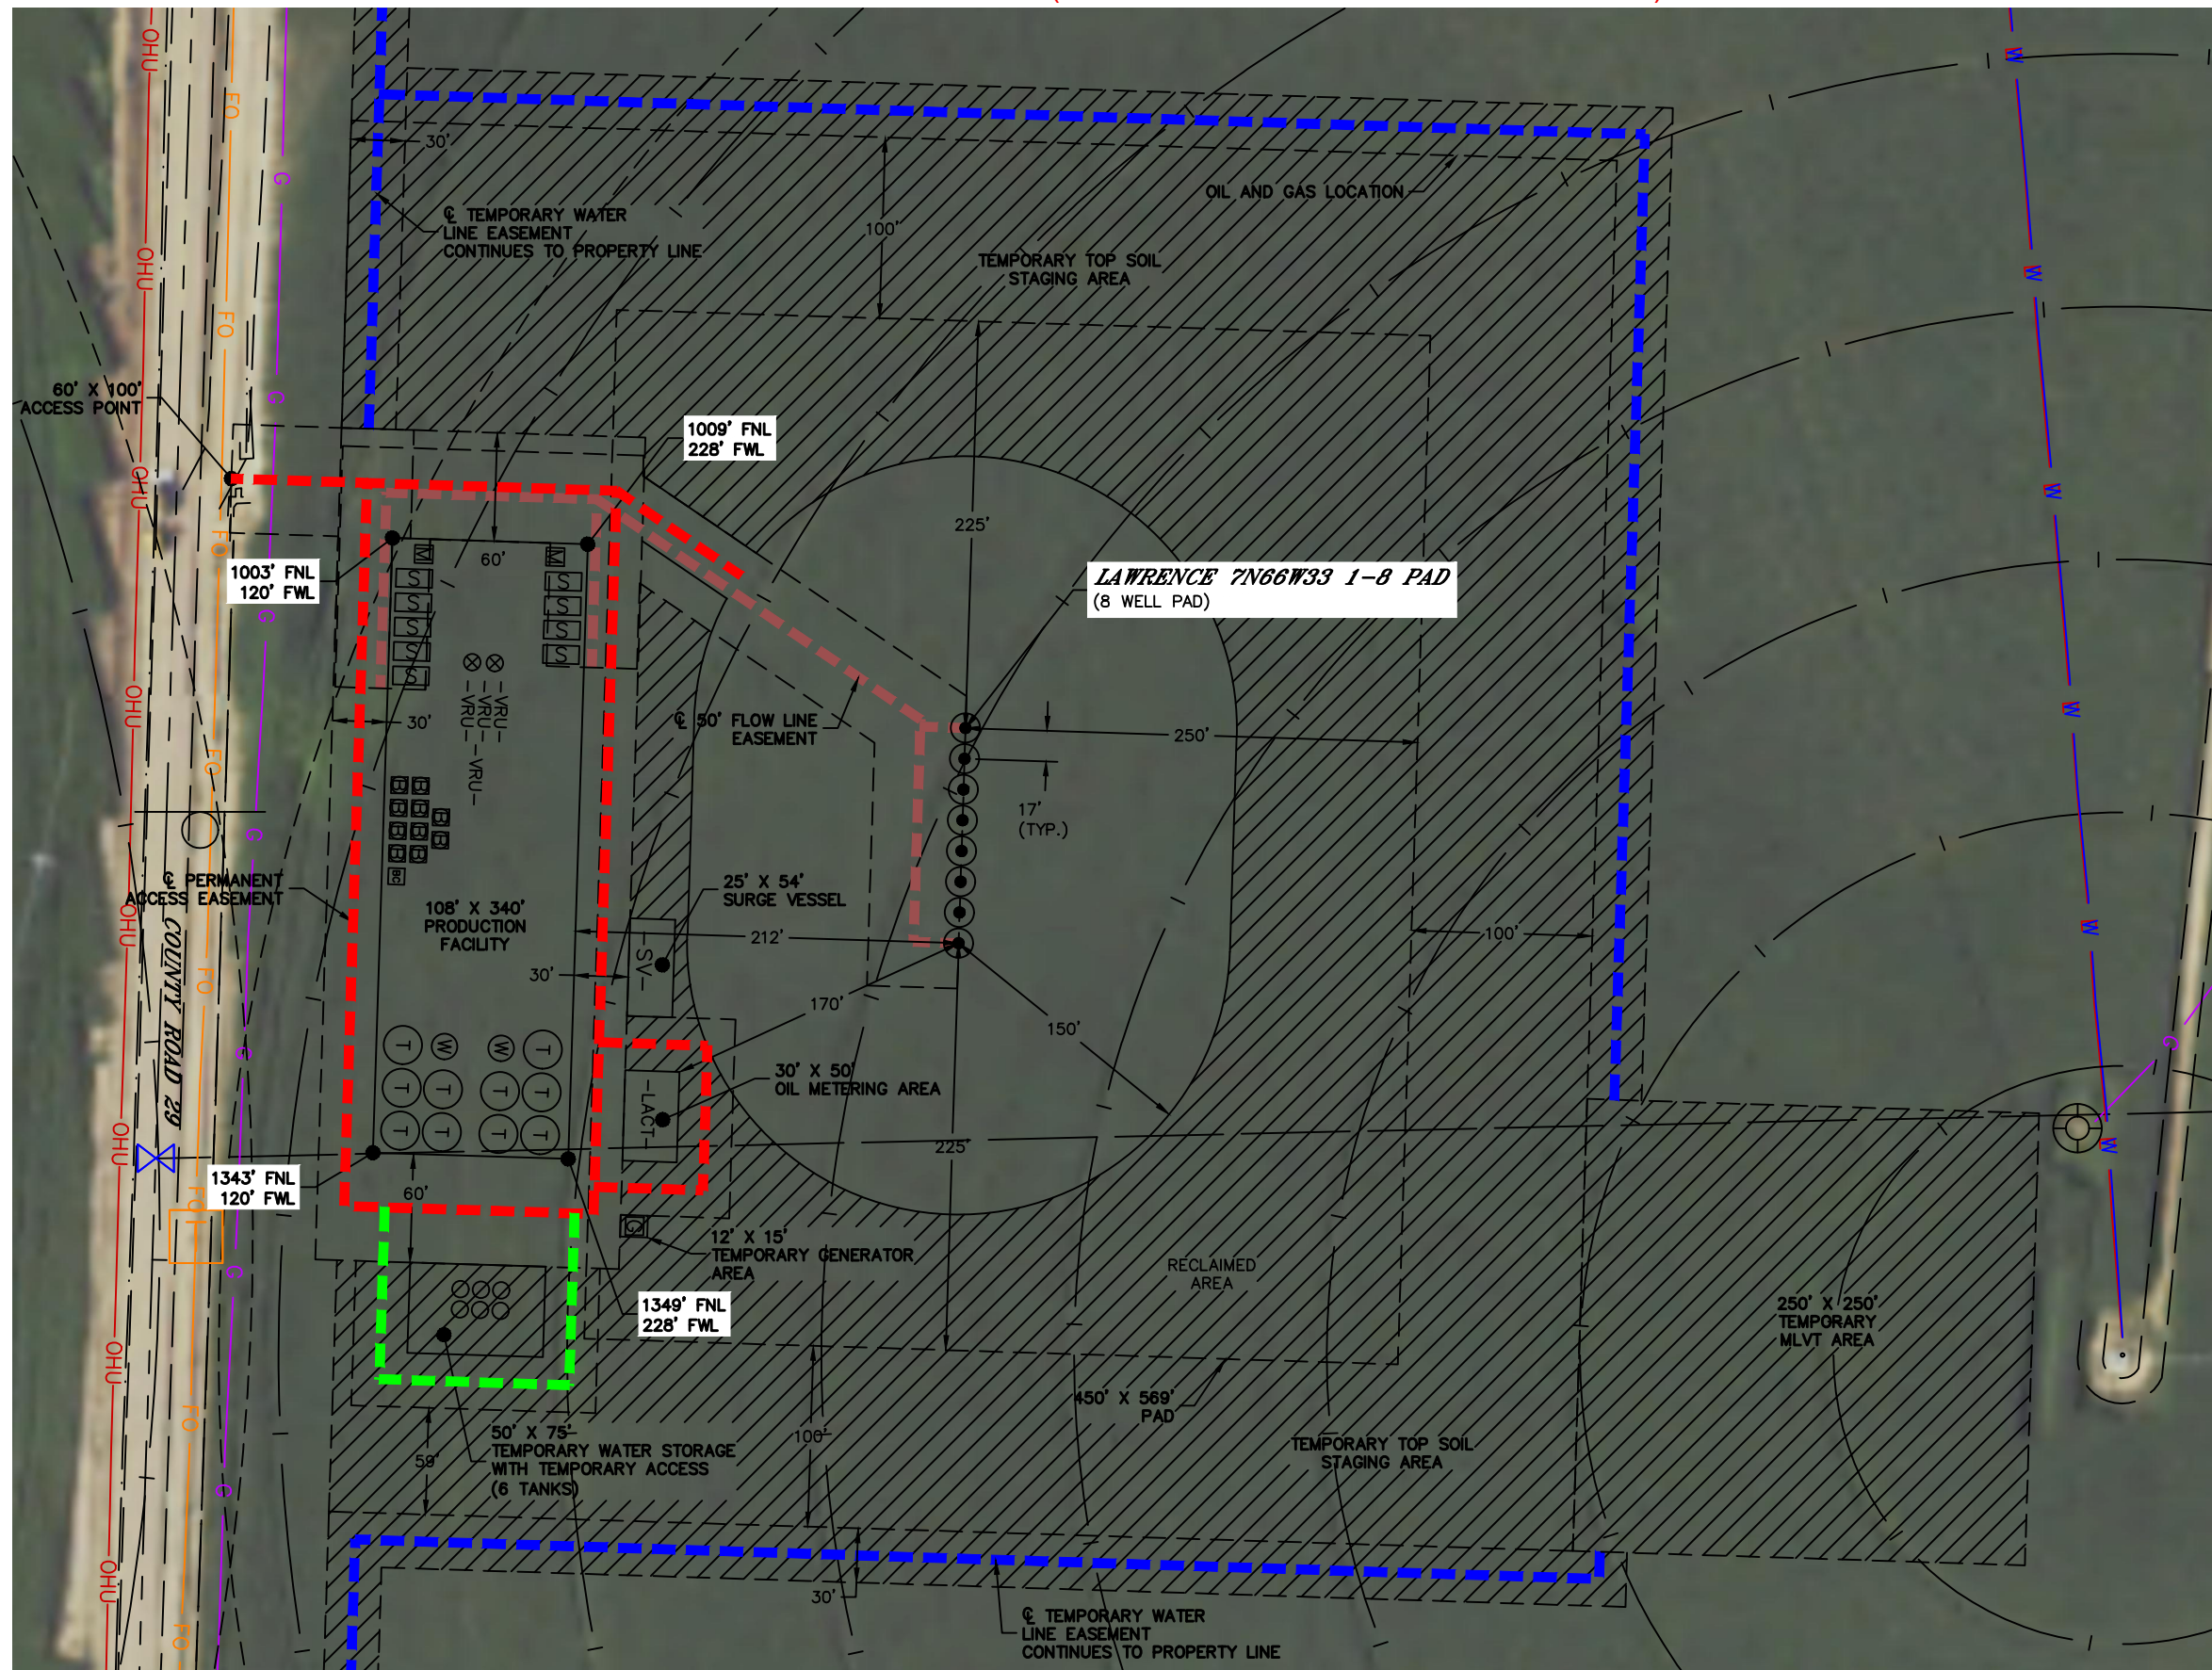 OHU
FO
G
W
30'
℄ TEMPORARY WATER
LINE EASEMENT
CONTINUES TO PROPERTY LINE
100'
OIL AND GAS LOCATION
TEMPORARY TOP SOIL
STAGING AREA
60' X 100'
ACCESS POINT
1009' FNL
228' FWL
225'
60'
1003' FNL
120' FWL
M
M
S
S
S
S
S
S
S
S
S
LAWRENCE 7N66W33 1-8 PAD
(8 WELL PAD)
-VRU-
-VRU-
-VRU-
-VRU-
30'
℄ 50' FLOW LINE
EASEMENT
250'
17'
(TYP.)
B
B
B
B
B
B
B
B
B
B
BC
℄ PERMANENT
ACCESS EASEMENT
COUNTY ROAD 29
108' X 340'
PRODUCTION
FACILITY
25' X 54'
SURGE VESSEL
212'
-SV-
30'
100'
170'
150'
T
W
W
T
T
T
T
T
T
T
T
T
-LACT-
30' X 50'
OIL METERING AREA
225'
1343' FNL
120' FWL
60'
G
12' X 15'
TEMPORARY GENERATOR
AREA
RECLAIMED
AREA
1349' FNL
228' FWL
250' X 250'
TEMPORARY
MLVT AREA
450' X 569'
PAD
50' X 75'
TEMPORARY WATER STORAGE
WITH TEMPORARY ACCESS
(6 TANKS)
59'
100'
TEMPORARY TOP SOIL
STAGING AREA
30'
℄ TEMPORARY WATER
LINE EASEMENT
CONTINUES TO PROPERTY LINE